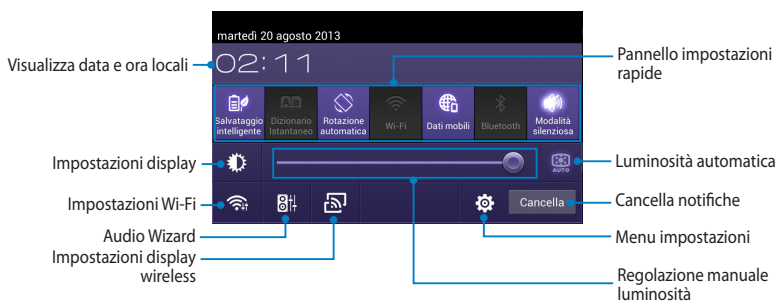 martedì 20 agosto 2013
02:11
Visualizza data e ora locali
Pannello impostazioni
rapide
Salvataggio
intelligente
Dizionario
Istantaneo
Rotazione
automatica
Wi-Fi
Dati mobili
Bluetooth
Modalità
silenziosa
Impostazioni display
AUTO
Luminosità automatica
Impostazioni Wi-Fi
Cancella
Cancella notifiche
Audio Wizard
Menu impostazioni
Impostazioni display
wireless
Regolazione manuale
luminosità